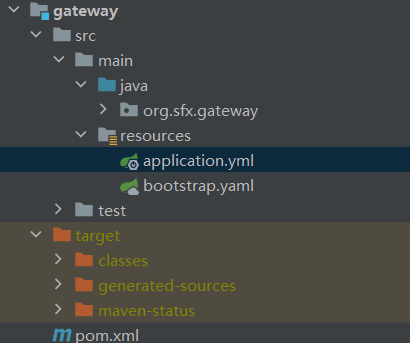 gateway
src
main
java
org.sfx.gateway
resources
application.yml
bootstrap.yaml
test
target
classes
generated-sources
maven-status
pom.xml